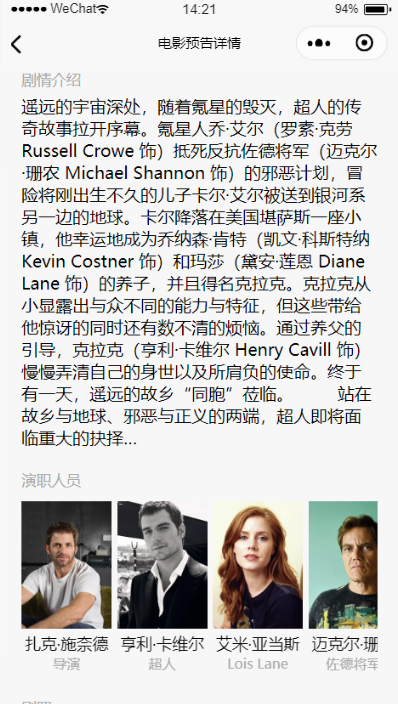 WeChat 14:21 94%
电影预告详情
剧情介绍
遥远的宇宙深处，随着氪星的毁灭，超人的传
奇故事拉开序幕。氪星人乔·艾尔（罗素·克劳
Russell Crowe 饰）抵死反抗佐德将军（迈克尔
·珊农 Michael Shannon 饰）的邪恶计划，冒
险将刚出生不久的儿子卡尔·艾尔被送到银河系
另一边的地球。卡尔降落在美国堪萨斯一座小
镇，他幸运地成为乔纳森·肯特（凯文·科斯特纳
Kevin Costner 饰）和玛莎（黛安·莲恩 Diane
Lane 饰）的养子，并且得名克拉克。克拉克从
小显露出与众不同的能力与特征，但这些带给
他惊讶的同时还有数不清的烦恼。通过养父的
引导，克拉克（亨利·卡维尔 Henry Cavill 饰）
慢慢弄清自己的身世以及所肩负的使命。终于
有一天，遥远的故乡“同胞”莅临。 站在
故乡与地球、邪恶与正义的两端，超人即将面
临重大的抉择...
演职人员
扎克·施奈德 亨利·卡维尔 艾米·亚当斯 迈克尔·珊
导演 超人 Lois Lane 佐德将军